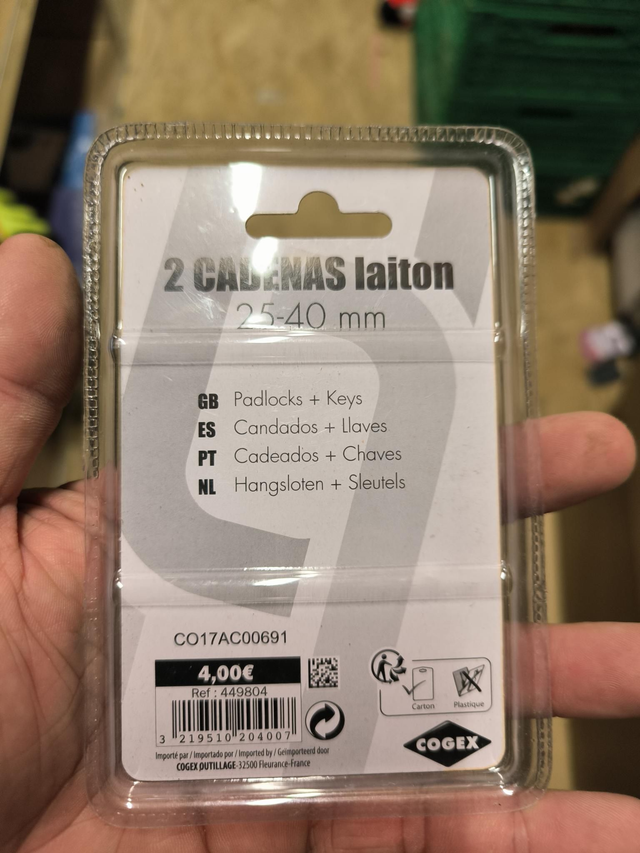 2 CADENAS laiton
25-40 mm
GB Padlocks + Keys
ES Candados + Llaves
PT Cadeados + Chaves
NL Hangsloten + Sleutels
CO17AC00691
4,00€
Ref : 449804
3 219510 204007
Carton
Plastique
COGEX
Importé par / Importado por / Imported by / Geïmporteerd door
COGEX OUTILLAGE-32500 Fleurance-France